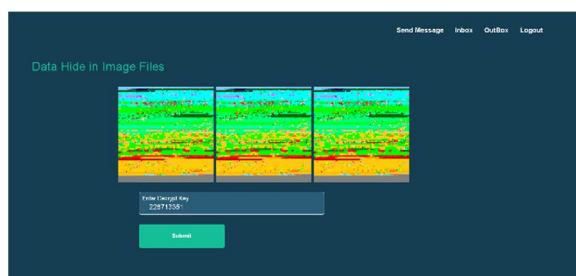 Send Message Inbox OutBox Logout
Data Hide in Image Files
Enter Decrypt Key
228713551
Submit